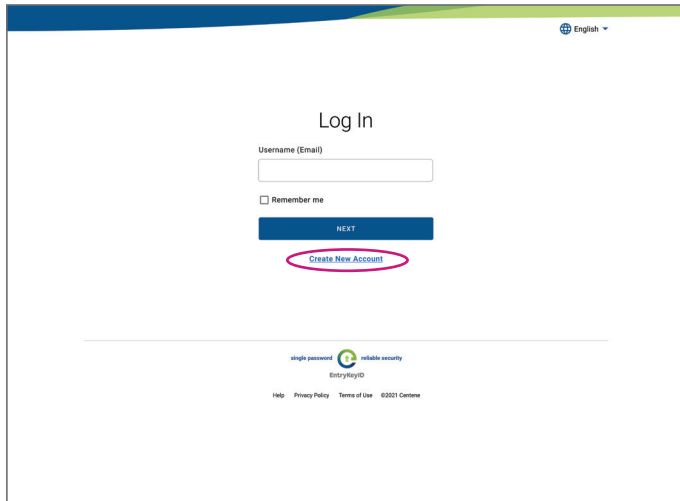 English
Log In
Username (Email)
Remember me
NEXT
Create New Account
single password reliable security
EntryKeyID
Help Privacy Policy Terms of Use ©2021 Centene